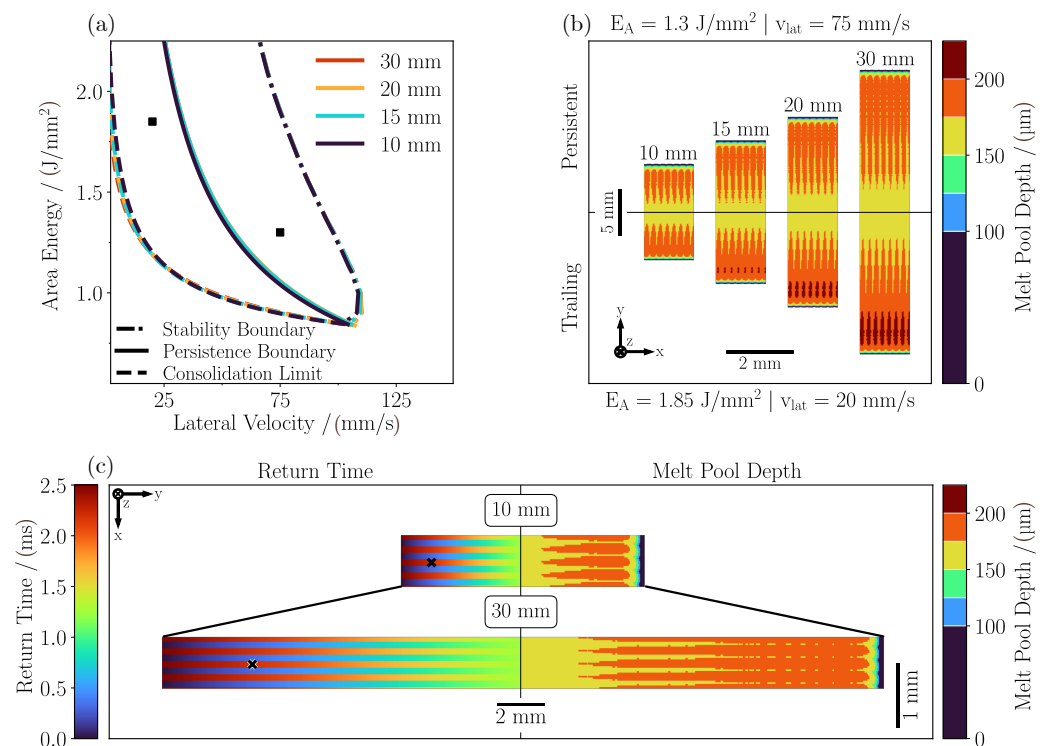 (a)
2.0
1.5
1.0
Area Energy / (J/mm²)
30 mm
20 mm
15 mm
10 mm
Stability Boundary
Persistence Boundary
Consolidation Limit
25
75
125
Lateral Velocity / (mm/s)
(b)
E_A = 1.3 J/mm² | v_lat = 75 mm/s
Persistent
Trailing
10 mm
15 mm
20 mm
30 mm
5 mm
y
z
x
2 mm
E_A = 1.85 J/mm² | v_lat = 20 mm/s
200
150
100
0
Melt Pool Depth / (µm)
(c)
Return Time
Melt Pool Depth
2.5
2.0
1.5
1.0
0.5
0.0
Return Time / (ms)
z
y
x
10 mm
30 mm
2 mm
1 mm
200
150
100
0
Melt Pool Depth / (µm)